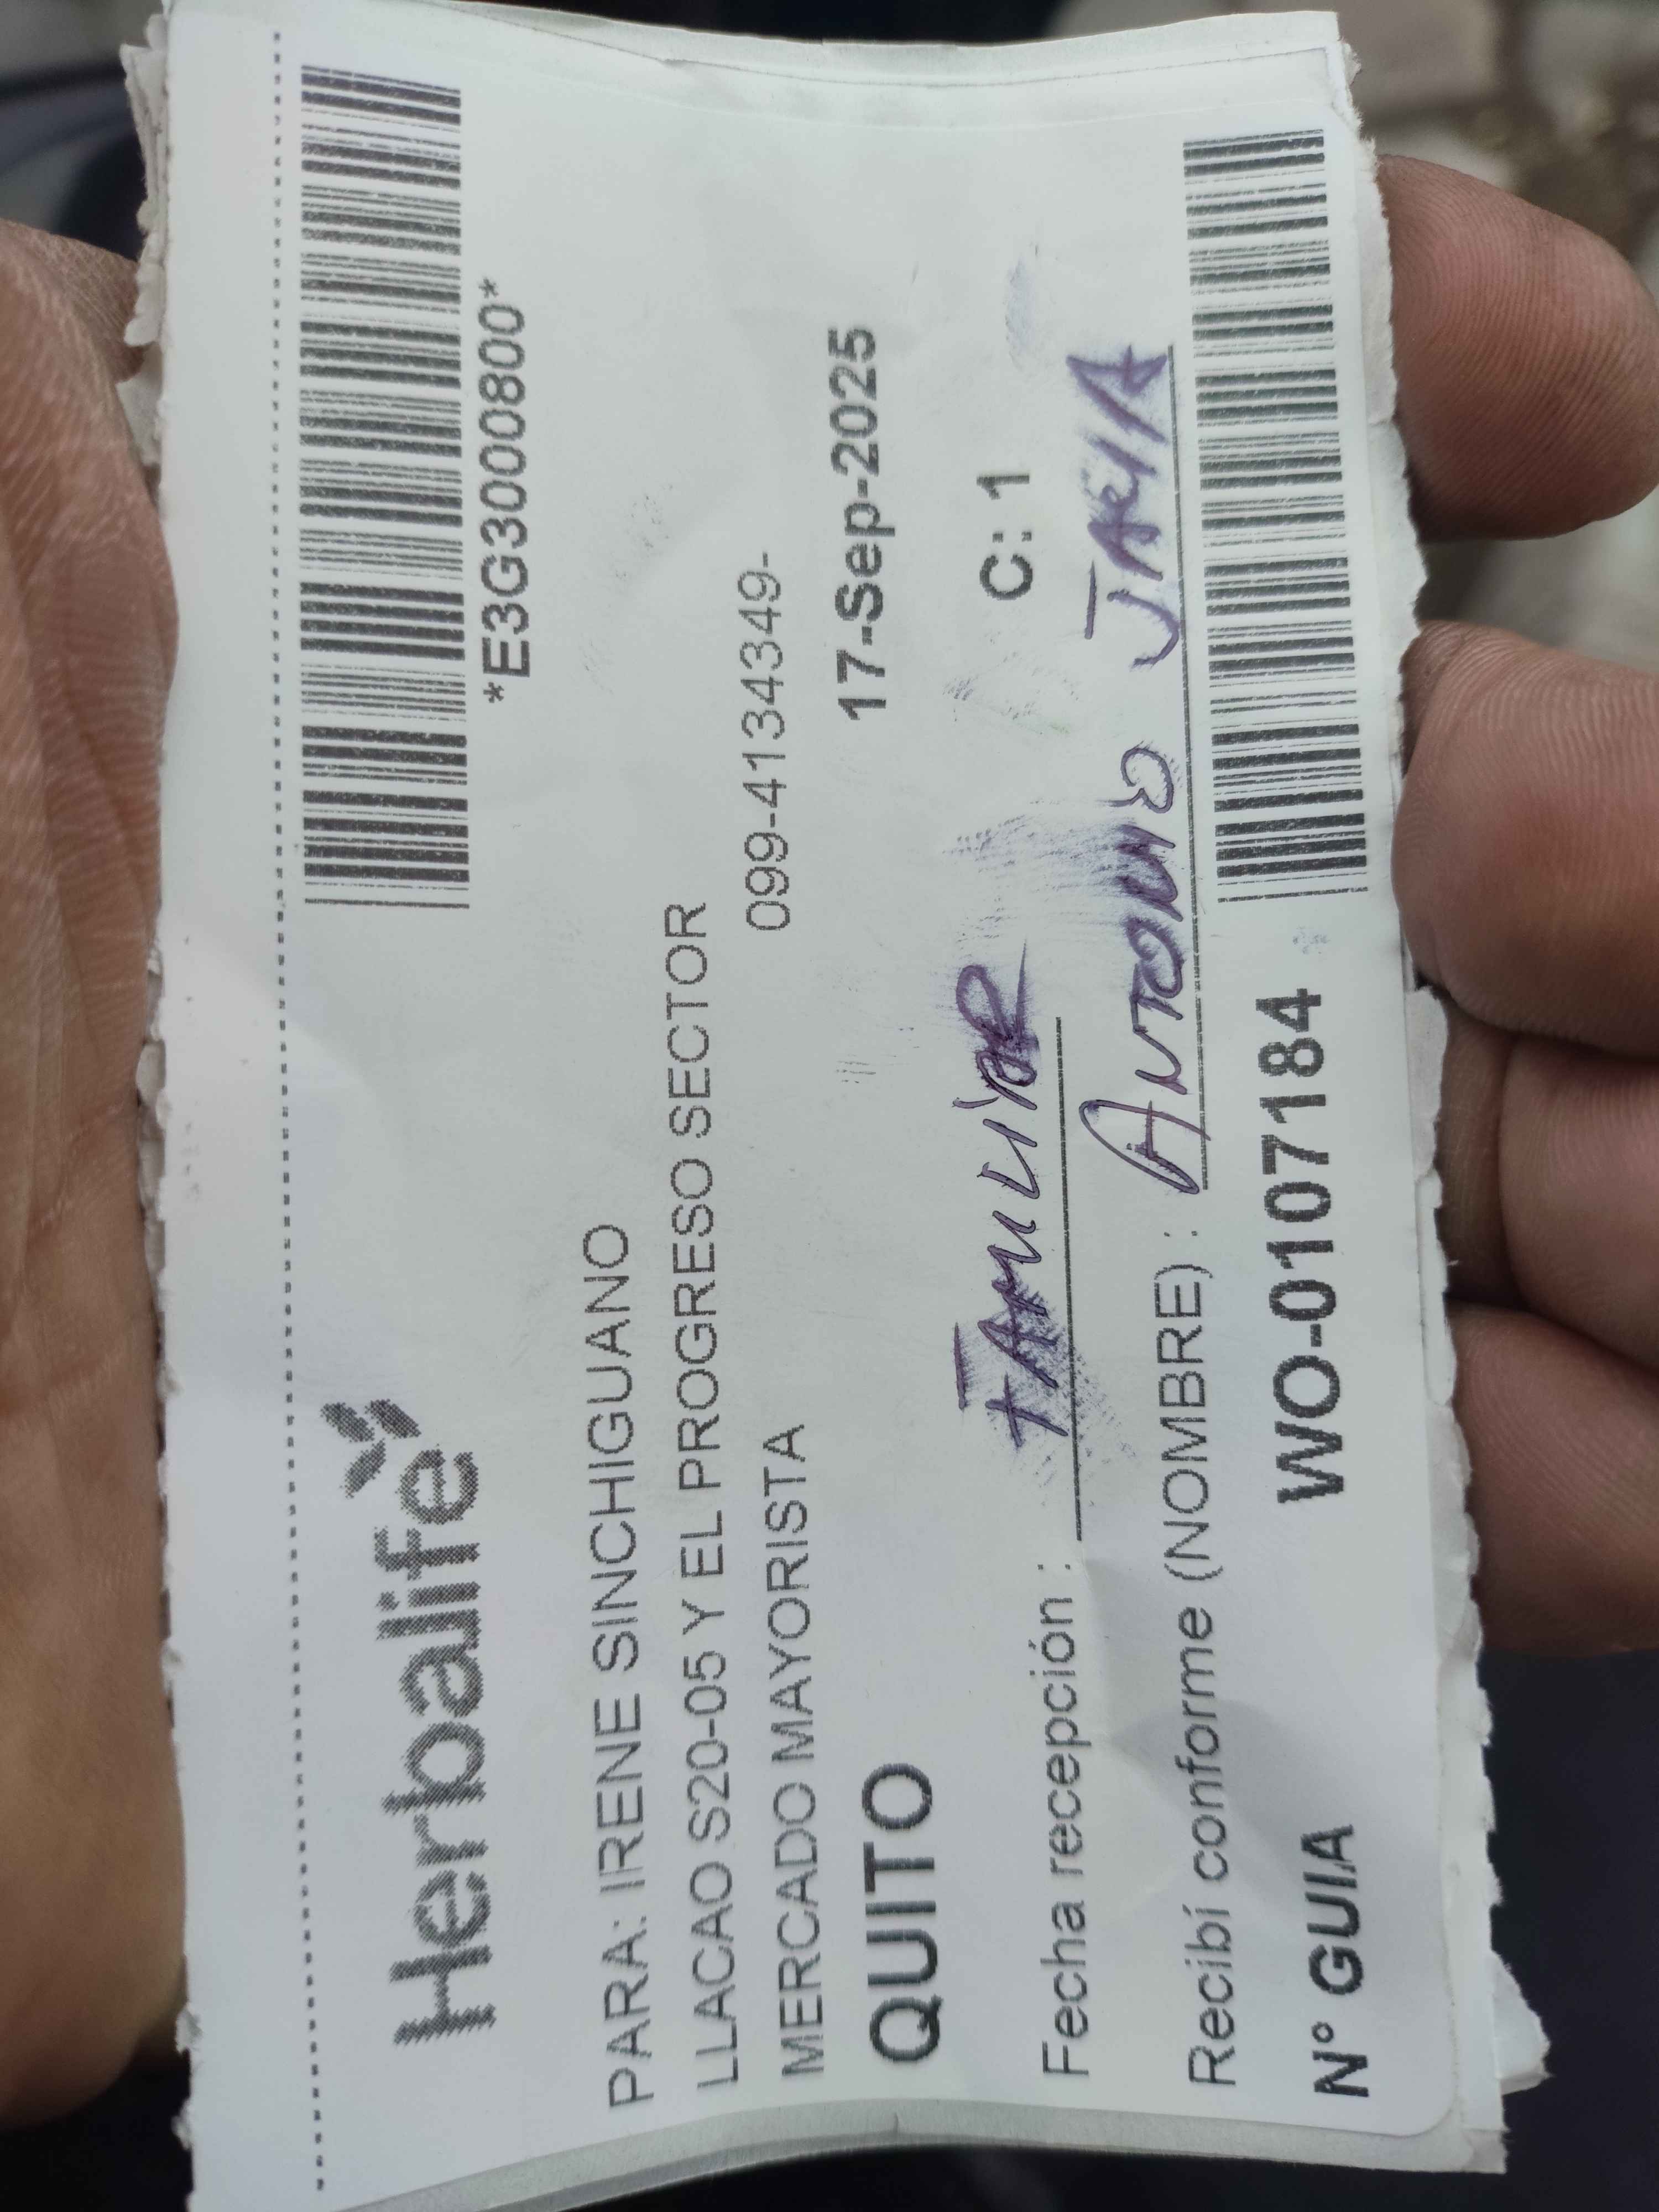 Herbalife
*E3G3000800*
PARA: IRENE SINCHIGUANO
LLACAO S20-05 Y EL PROGRESO SECTOR
MERCADO MAYORISTA 099-4134349-
QUITO 17-Sep-2025
C: 1
Fecha recepción : FAMILIAR
Recibí conforme (NOMBRE) : ANTONIO
N° GUIA WO-0107184